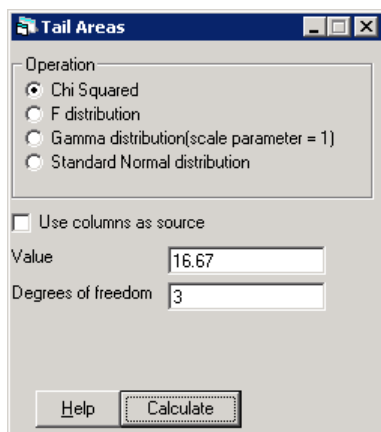 Tail Areas
Operation
Chi Squared
F distribution
Gamma distribution(scale parameter = 1)
Standard Normal distribution
Use columns as source
Value 16.67
Degrees of freedom 3
Help Calculate